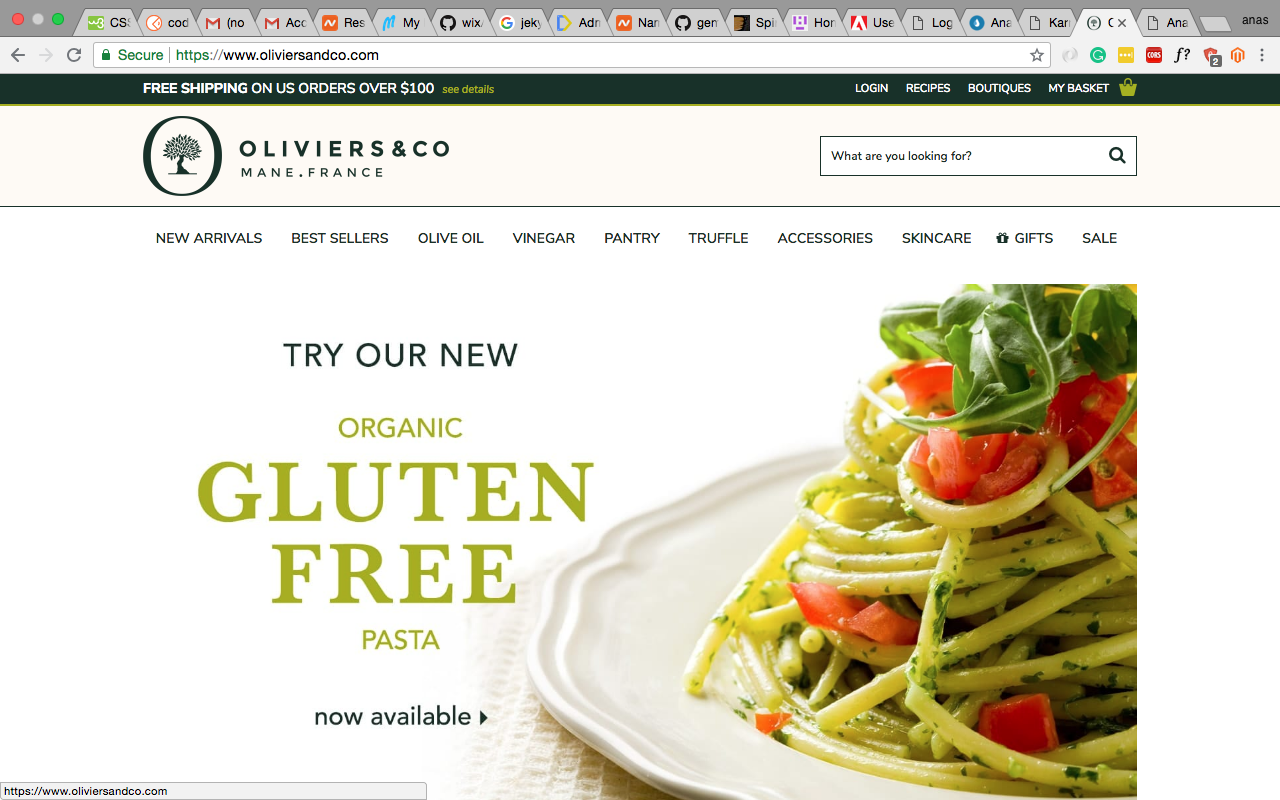 CSS cod (no Acc Res My wix/ jeky Adn Nan gen Spi Hon Use Log Ana Kar Ana anas
Secure https://www.oliviersandco.com
FREE SHIPPING ON US ORDERS OVER $100 see details LOGIN RECIPES BOUTIQUES MY BASKET
OLIVIERS&CO
MANE.FRANCE
What are you looking for?
NEW ARRIVALS BEST SELLERS OLIVE OIL VINEGAR PANTRY TRUFFLE ACCESSORIES SKINCARE GIFTS SALE
TRY OUR NEW
ORGANIC
GLUTEN
FREE
PASTA
now available
https://www.oliviersandco.com